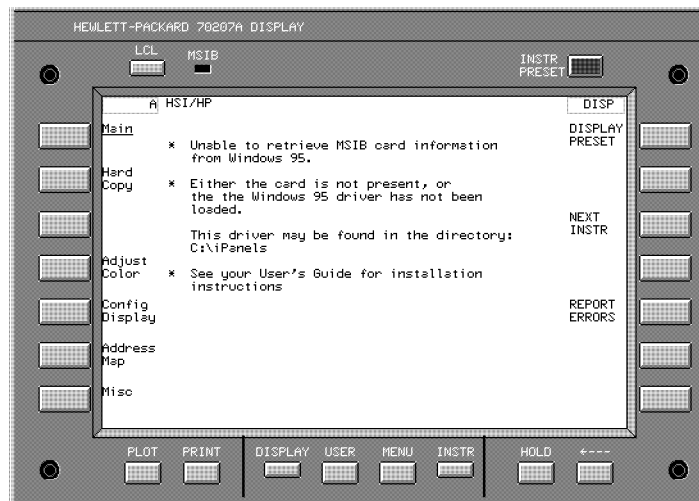 HEWLETT-PACKARD 70207A DISPLAY
LCL
MSIB
INSTR
PRESET
A HSI/HP
DISP
Main
DISPLAY
PRESET
* Unable to retrieve MSIB card information
from Windows 95.
Hard
Copy
* Either the card is not present, or
the the Windows 95 driver has not been
loaded.
NEXT
INSTR
This driver may be found in the directory:
C:\iPanels
Adjust
Color
* See your User's Guide for installation
instructions
Config
Display
REPORT
ERRORS
Address
Map
Misc
PLOT PRINT DISPLAY USER MENU INSTR HOLD <---